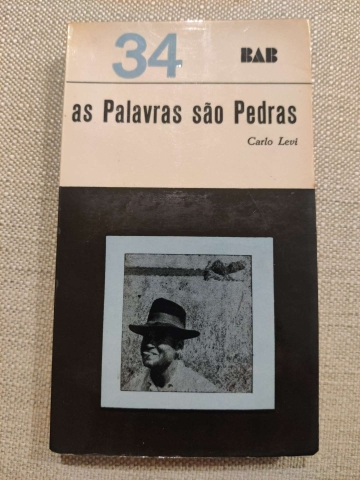 34
BAB
as Palavras são Pedras
Carlo Levi